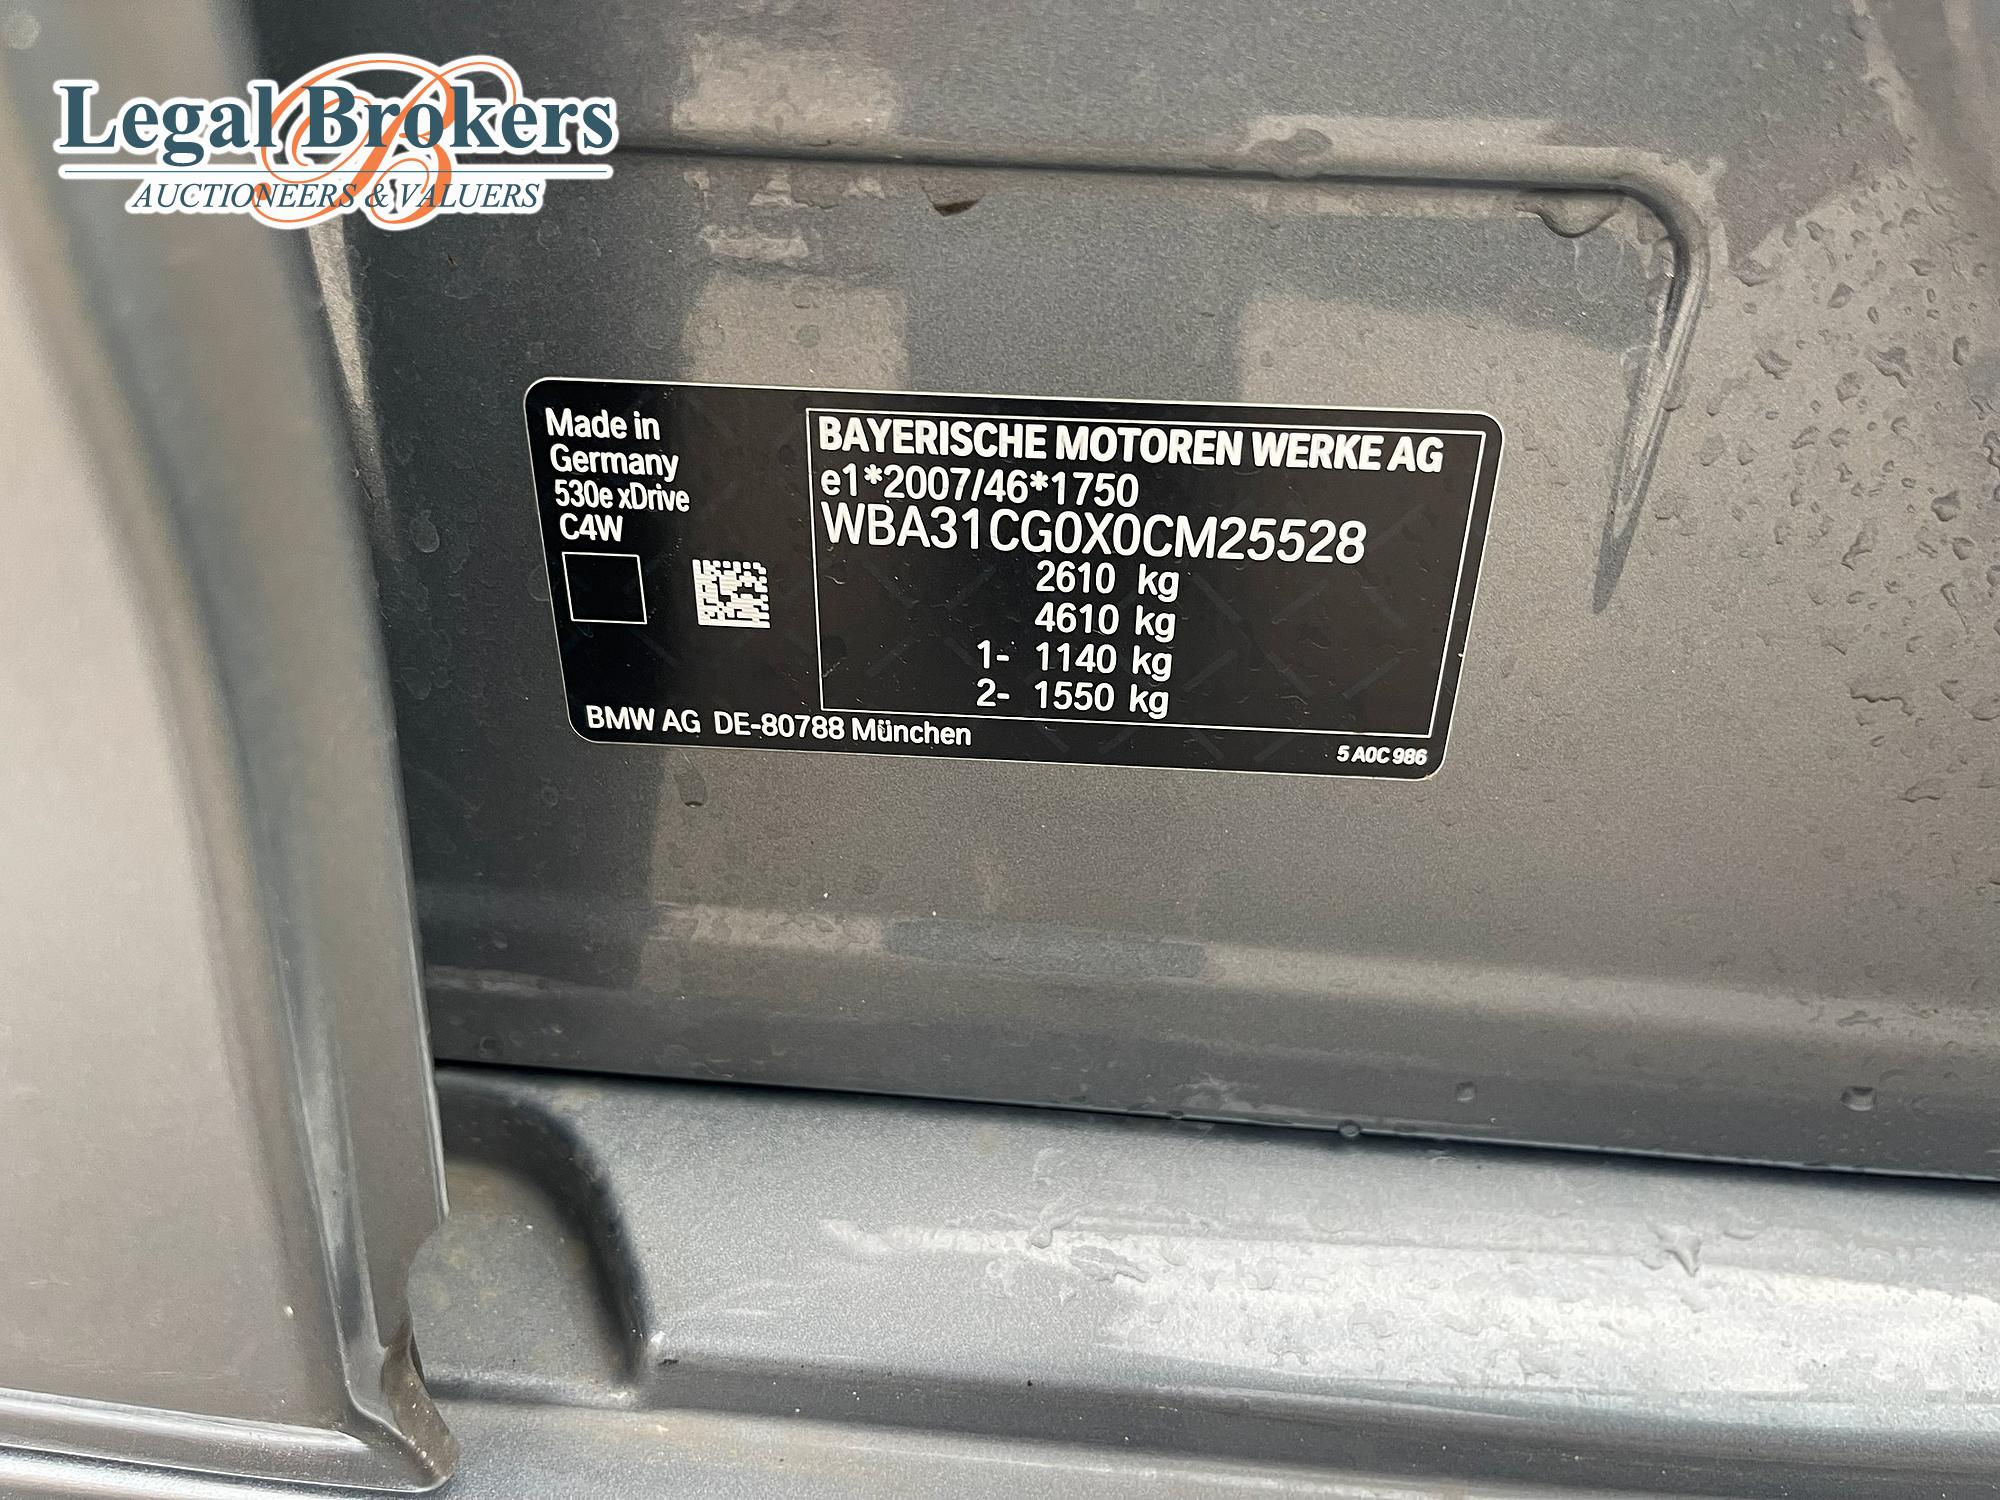 Legal Brokers
AUCTIONEERS & VALUERS
Made in
Germany
530e xDrive
C4W
BMW AG DE-80788 München
BAYERISCHE MOTOREN WERKE AG
e1*2007/46*1750
WBA31CG0X0CM25528
2610 kg
4610 kg
1- 1140 kg
2- 1550 kg
5 A0C 986